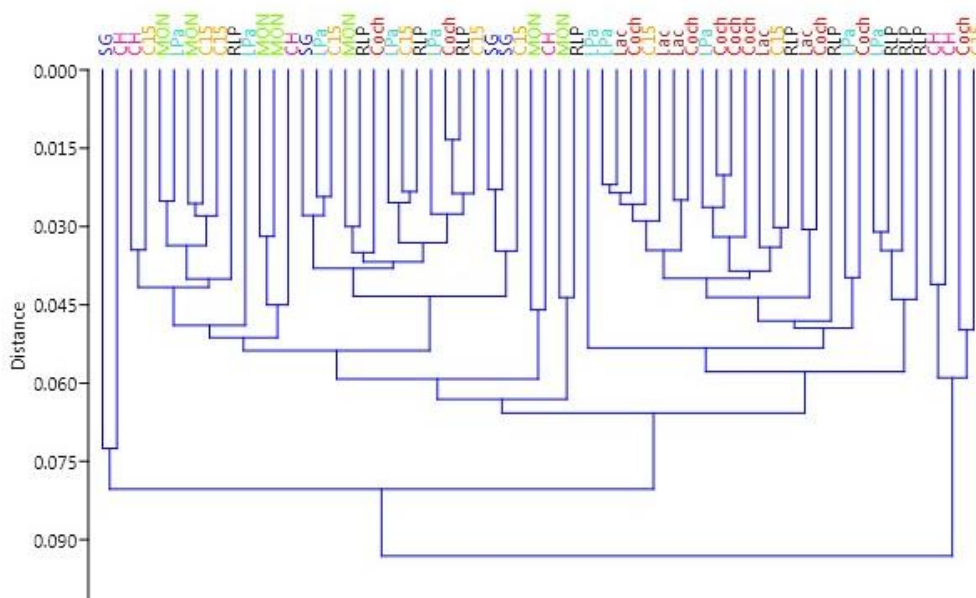 SG
CH
CH
C15
MON
LPa
MON
C15
C15
RLP
LPa
MON
MON
CH
SG
LPa
C15
MON
RLP
Coch
LPa
C15
RLP
LPa
Coch
RLP
C15
SG
SG
C15
MON
CH
MON
RLP
LPa
LPa
Lac
Coch
C15
Lac
Lac
Coch
LPa
Coch
Coch
Coch
Lac
C15
RLP
Lac
Coch
RLP
LPa
Coch
LPa
RLP
RLP
RLP
CH
CH
Coch
0.000
0.015
0.030
0.045
0.060
0.075
0.090
Distance